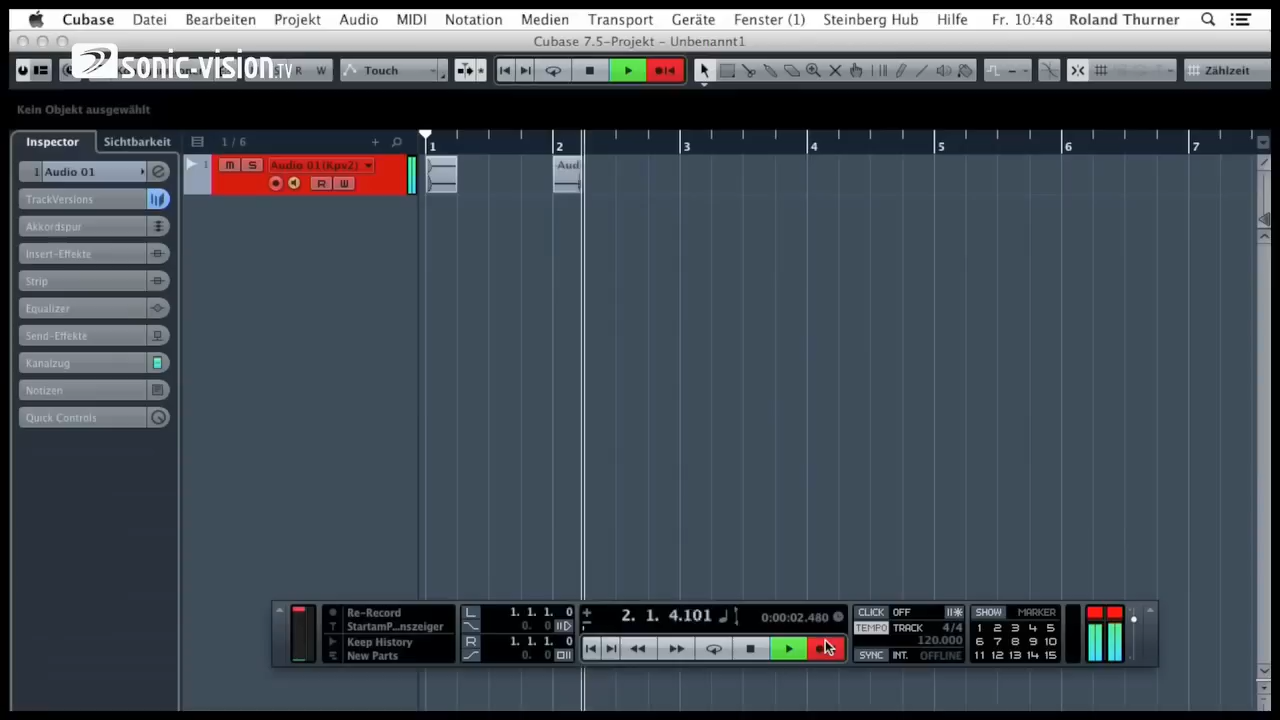 Cubase Datei Bearbeiten Projekt Audio MIDI Notation Medien Transport Geräte Fenster (1) Steinberg Hub Hilfe Fr. 10:48 Roland Thurner
Cubase 7.5-Projekt - Unbenannt1
sonic-vision TV R W Touch Zählzeit
Kein Objekt ausgewählt
Inspector Sichtbarkeit 1 / 6 + 1 2 3 4 5 6 7
1 Audio 01 1 m S Audio 01(Kpv2) Aud
R W
TrackVersions
Akkordspur
Insert-Effekte
Strip
Equalizer
Send-Effekte
Kanalzug
Notizen
Quick Controls
Re-Record L 1. 1. 1. 0 2. 1. 4.101 0:00:02.480 CLICK OFF SHOW MARKER
StartamP...nszeiger 0. 0 TEMPO TRACK 4/4 1 2 3 4 5
120.000
Keep History R 1. 1. 1. 0 6 7 8 9 10
New Parts 0. 0 SYNC INT. OFFLINE 11 12 13 14 15